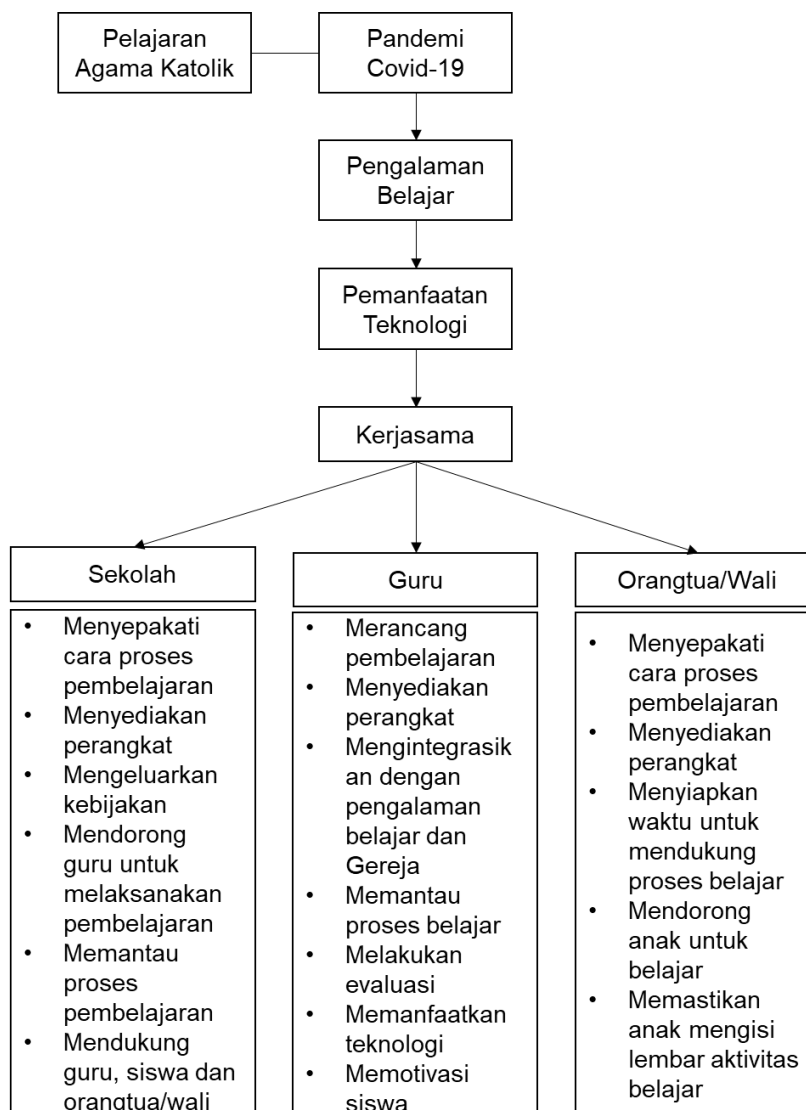 Pelajaran
Agama Katolik
Pandemi
Covid-19
Pengalaman
Belajar
Pemanfaatan
Teknologi
Kerjasama
Sekolah
• Menyepakati
cara proses
pembelajaran
• Menyediakan
perangkat
• Mengeluarkan
kebijakan
• Mendorong
guru untuk
melaksanakan
pembelajaran
• Memantau
proses
pembelajaran
• Mendukung
guru, siswa dan
orangtua/wali
Guru
• Merancang
pembelajaran
• Menyediakan
perangkat
• Mengintegrasik
an dengan
pengalaman
belajar dan
Gereja
• Memantau
proses belajar
• Melakukan
evaluasi
• Memanfaatkan
teknologi
• Memotivasi
siswa
Orangtua/Wali
• Menyepakati
cara proses
pembelajaran
• Menyediakan
perangkat
• Menyiapkan
waktu untuk
mendukung
proses belajar
• Mendorong
anak untuk
belajar
• Memastikan
anak mengisi
lembar aktivitas
belajar